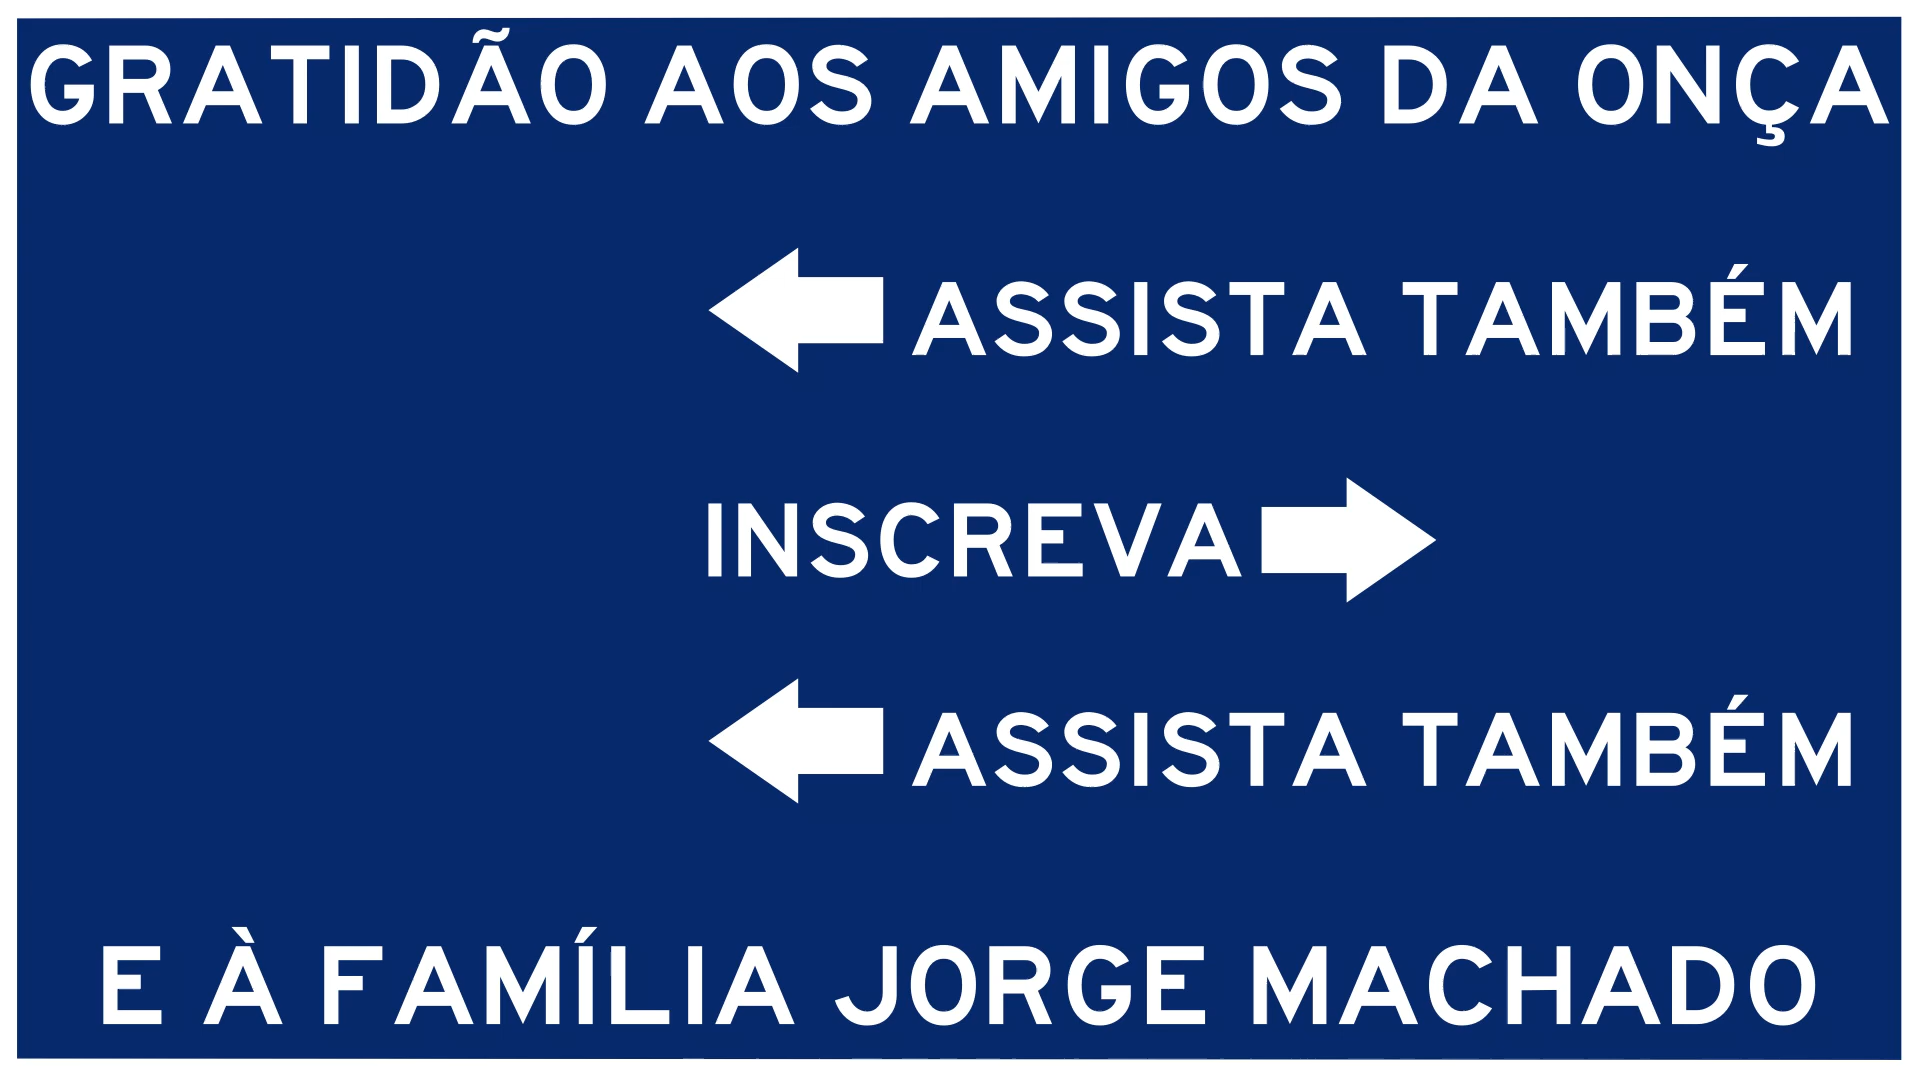 GRATIDÃO AOS AMIGOS DA ONÇA
ASSISTA TAMBÉM
INSCREVA
ASSISTA TAMBÉM
E À FAMÍLIA JORGE MACHADO